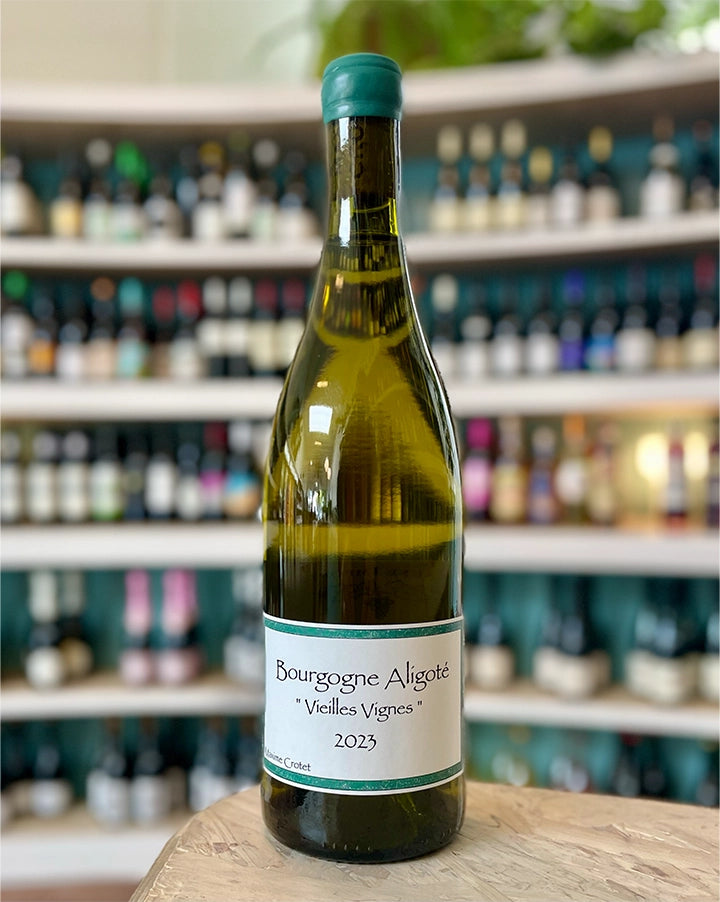 Bourgogne Aligoté
" Vieilles Vignes "
2023
Crotet